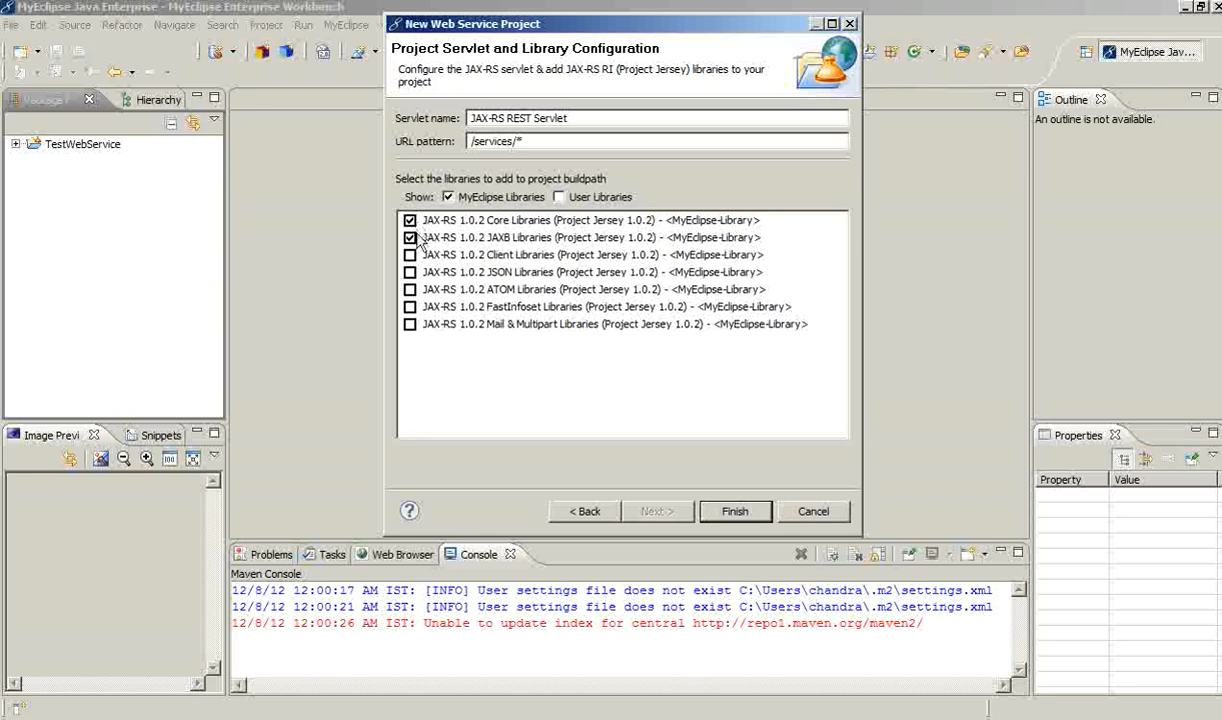 MyEclipse Java Enterprise - MyEclipse Enterprise Workbench
File Edit Source Refactor Navigate Search Project Run MyEclipse
MyEclipse Jav...
Hierarchy
TestWebService
New Web Service Project
Project Servlet and Library Configuration
Configure the JAX-RS servlet & add JAX-RS RI (Project Jersey) libraries to your
project
Servlet name: JAX-RS REST Servlet
URL pattern: /services/*
Select the libraries to add to project buildpath
Show: MyEclipse Libraries User Libraries
JAX-RS 1.0.2 Core Libraries (Project Jersey 1.0.2) - <MyEclipse-Library>
JAX-RS 1.0.2 JAXB Libraries (Project Jersey 1.0.2) - <MyEclipse-Library>
JAX-RS 1.0.2 Client Libraries (Project Jersey 1.0.2) - <MyEclipse-Library>
JAX-RS 1.0.2 JSON Libraries (Project Jersey 1.0.2) - <MyEclipse-Library>
JAX-RS 1.0.2 ATOM Libraries (Project Jersey 1.0.2) - <MyEclipse-Library>
JAX-RS 1.0.2 FastInfoset Libraries (Project Jersey 1.0.2) - <MyEclipse-Library>
JAX-RS 1.0.2 Mail & Multipart Libraries (Project Jersey 1.0.2) - <MyEclipse-Library>
< Back Next > Finish Cancel
Outline
An outline is not available.
Image Previ Snippets
Properties
Property Value
Problems Tasks Web Browser Console
Maven Console
12/8/12 12:00:17 AM IST: [INFO] User settings file does not exist C:\Users\chandra\.m2\settings.xml
12/8/12 12:00:21 AM IST: [INFO] User settings file does not exist C:\Users\chandra\.m2\settings.xml
12/8/12 12:00:26 AM IST: Unable to update index for central http://repo1.maven.org/maven2/